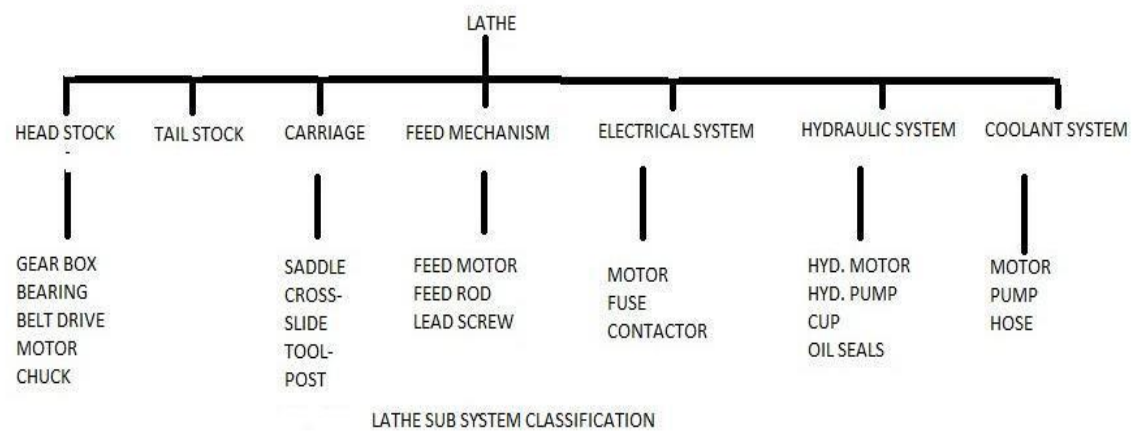 LATHE
HEAD STOCK
-
TAIL STOCK
CARRIAGE
FEED MECHANISM
ELECTRICAL SYSTEM
HYDRAULIC SYSTEM
COOLANT SYSTEM
GEAR BOX
BEARING
BELT DRIVE
MOTOR
CHUCK
SADDLE
CROSS-
SLIDE
TOOL-
POST
FEED MOTOR
FEED ROD
LEAD SCREW
MOTOR
FUSE
CONTACTOR
HYD. MOTOR
HYD. PUMP
CUP
OIL SEALS
MOTOR
PUMP
HOSE
LATHE SUB SYSTEM CLASSIFICATION